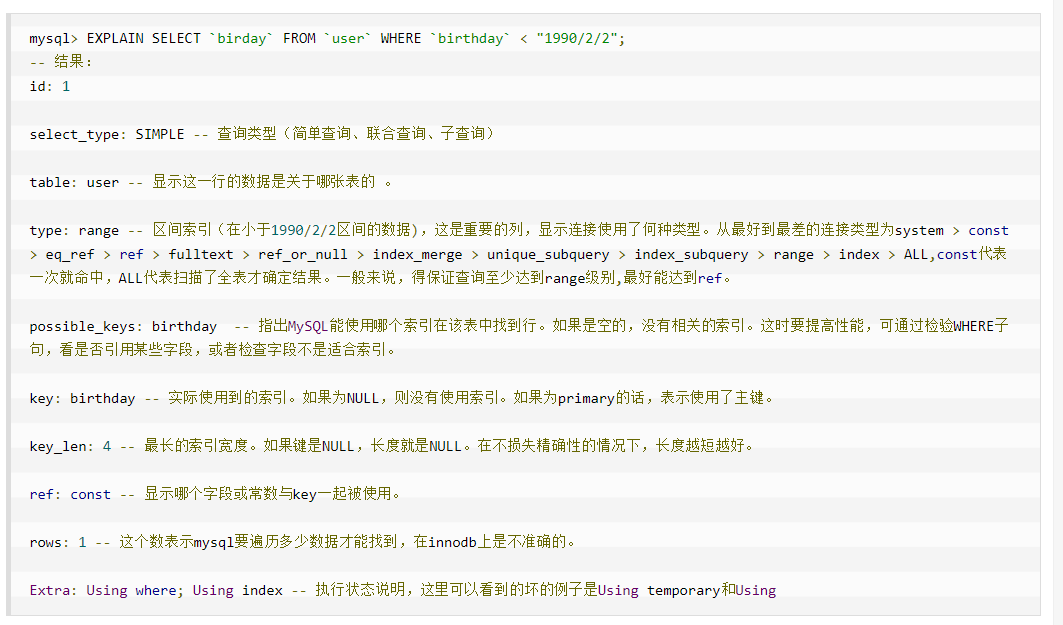 mysql> EXPLAIN SELECT `birday` FROM `user` WHERE `birthday` < "1990/2/2";
-- 结果：
id: 1
select_type: SIMPLE -- 查询类型（简单查询、联合查询、子查询）
table: user -- 显示这一行的数据是关于哪张表的 。
type: range -- 区间索引（在小于1990/2/2区间的数据），这是重要的列，显示连接使用了何种类型。从最好到最差的连接类型为system > const
> eq_ref > ref > fulltext > ref_or_null > index_merge > unique_subquery > index_subquery > range > index > ALL,const代表
一次就命中，ALL代表扫描了全表才确定结果。一般来说，得保证查询至少达到range级别,最好能达到ref。
possible_keys: birthday  -- 指出MySQL能使用哪个索引在该表中找到行。如果是空的，没有相关的索引。这时要提高性能，可通过检验WHERE子
句，看是否引用某些字段，或者检查字段不是适合索引。
key: birthday -- 实际使用到的索引。如果为NULL，则没有使用索引。如果为primary的话，表示使用了主键。
key_len: 4 -- 最长的索引宽度。如果键是NULL，长度就是NULL。在不损失精确性的情况下，长度越短越好。
ref: const -- 显示哪个字段或常数与key一起被使用。
rows: 1 -- 这个数表示mysql要遍历多少数据才能找到，在innodb上是不准确的。
Extra: Using where; Using index -- 执行状态说明，这里可以看到的坏的例子是Using temporary和Using